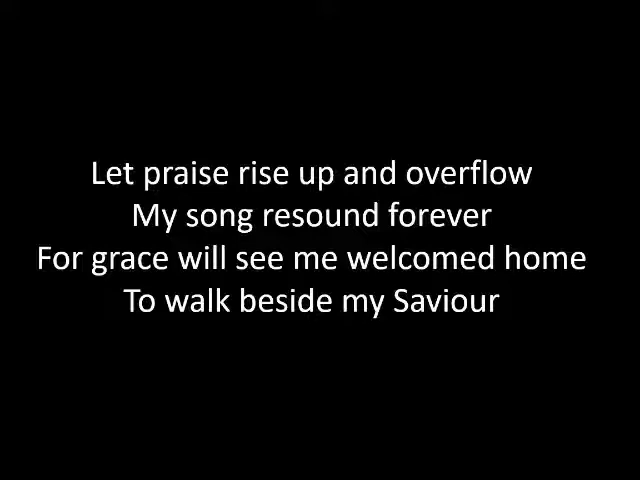 Let praise rise up and overflow
My song resound forever
For grace will see me welcomed home
To walk beside my Saviour